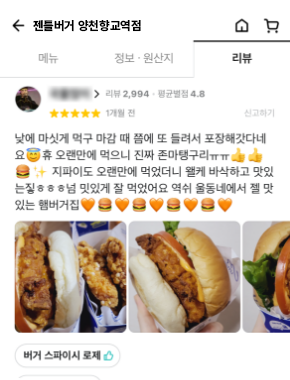 젠틀버거 양천향교역점
메뉴
정보 · 원산지
리뷰
리뷰 2,994 · 평균별점 4.8
1개월 전
신고하기
낮에 마싯게 먹구 마감 때 쯤에 또 들려서 포장해갔다네
요😇휴 오랜만에 먹으니 진짜 존마탱구리ㅠㅠ👍👍
🍔✨ 지파이도 오랜만에 먹었더니 왤케 바삭하고 맛있
는짛ㅎㅎㅎ넘 밋있게 잘 먹었어요 역쉬 울동네에서 젤 맛
있는 햄버거집🧡🍔🧡🍔🧡🍔🧡🍔🧡
버거 스파이시 로제